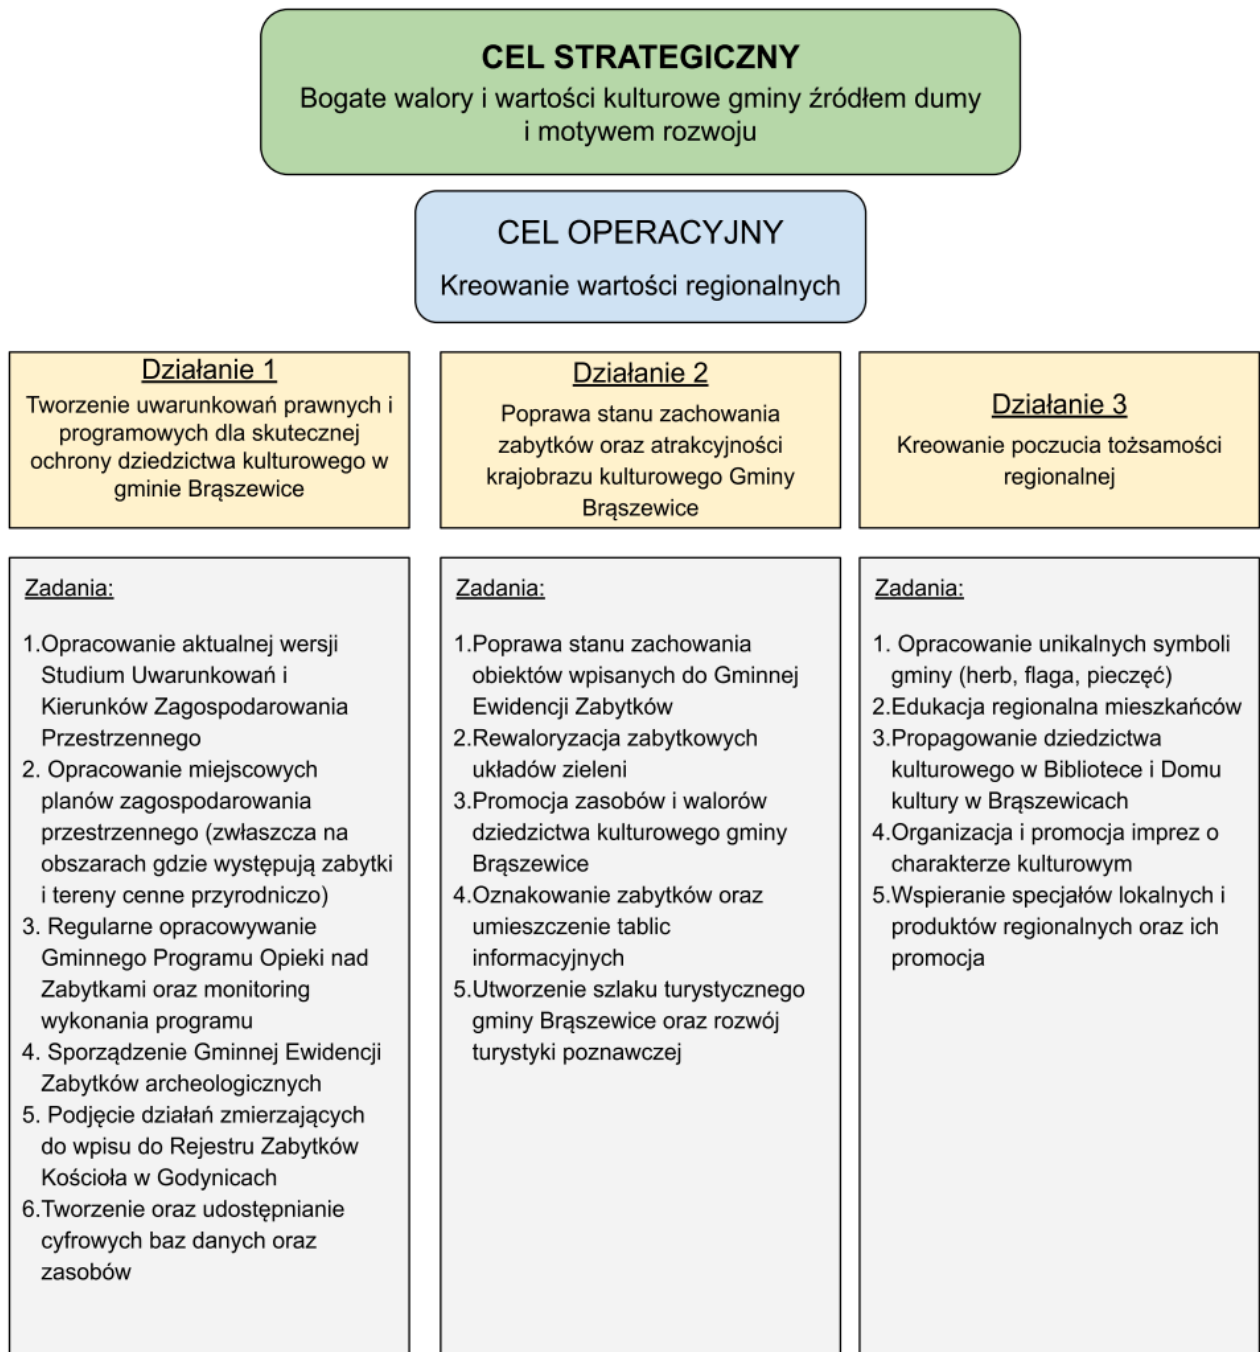 CEL STRATEGICZNY
Bogate walory i wartości kulturowe gminy źródłem dumy
i motywem rozwoju
CEL OPERACYJNY
Kreowanie wartości regionalnych
Działanie 1
Tworzenie uwarunkowań prawnych i
programowych dla skutecznej
ochrony dziedzictwa kulturowego w
gminie Brąszewice
Działanie 2
Poprawa stanu zachowania
zabytków oraz atrakcyjności
krajobrazu kulturowego Gminy
Brąszewice
Działanie 3
Kreowanie poczucia tożsamości
regionalnej
Zadania:
1.Opracowanie aktualnej wersji
Studium Uwarunkowań i
Kierunków Zagospodarowania
Przestrzennego
2. Opracowanie miejscowych
planów zagospodarowania
przestrzennego (zwłaszcza na
obszarach gdzie występują zabytki
i tereny cenne przyrodniczo)
3. Regularne opracowywanie
Gminnego Programu Opieki nad
Zabytkami oraz monitoring
wykonania programu
4. Sporządzenie Gminnej Ewidencji
Zabytków archeologicznych
5. Podjęcie działań zmierzających
do wpisu do Rejestru Zabytków
Kościoła w Godynicach
6.Tworzenie oraz udostępnianie
cyfrowych baz danych oraz
zasobów
Zadania:
1.Poprawa stanu zachowania
obiektów wpisanych do Gminnej
Ewidencji Zabytków
2.Rewaloryzacja zabytkowych
układów zieleni
3.Promocja zasobów i walorów
dziedzictwa kulturowego gminy
Brąszewice
4.Oznakowanie zabytków oraz
umieszczenie tablic
informacyjnych
5.Utworzenie szlaku turystycznego
gminy Brąszewice oraz rozwój
turystyki poznawczej
Zadania:
1. Opracowanie unikalnych symboli
gminy (herb, flaga, pieczęć)
2.Edukacja regionalna mieszkańców
3.Propagowanie dziedzictwa
kulturowego w Bibliotece i Domu
kultury w Brąszewicach
4.Organizacja i promocja imprez o
charakterze kulturowym
5.Wspieranie specjałów lokalnych i
produktów regionalnych oraz ich
promocja